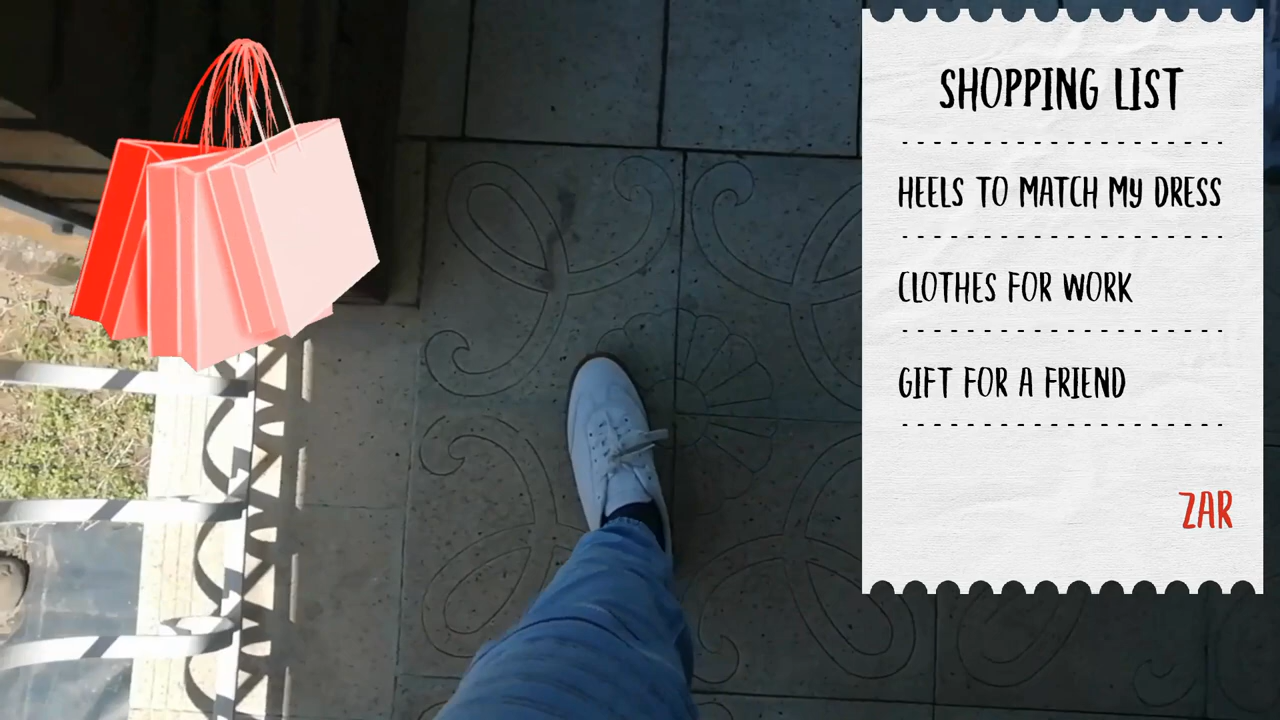 SHOPPING LIST
HEELS TO MATCH MY DRESS
CLOTHES FOR WORK
GIFT FOR A FRIEND
ZAR